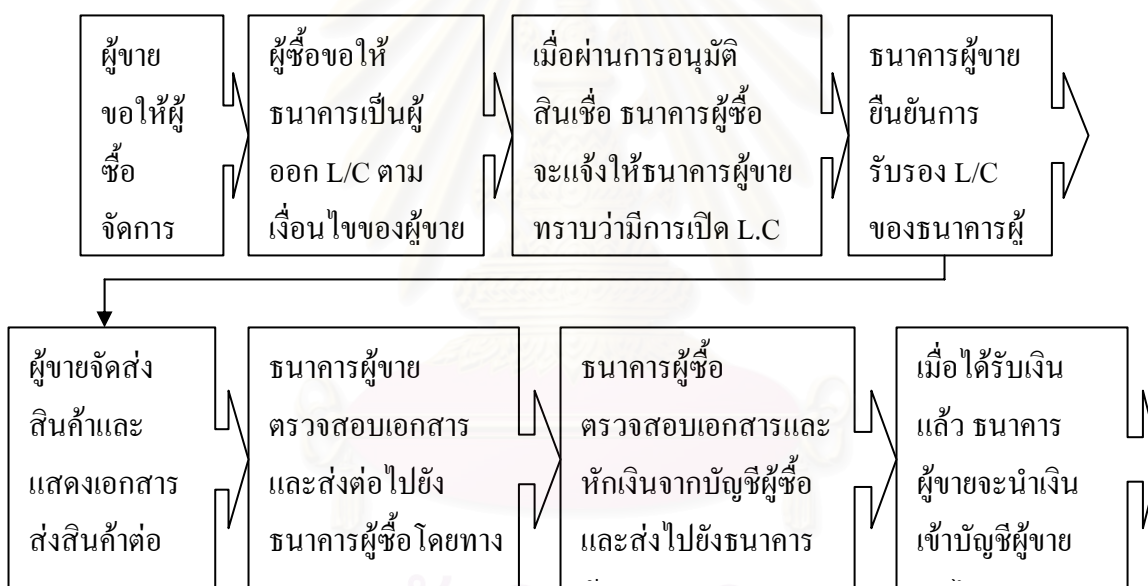 ผู้ขาย
ขอให้ผู้
ซื้อ
จัดการ
ผู้ซื้อขอให้
ธนาคารเป็นผู้
ออก L/C ตาม
เงื่อนไขของผู้ขาย
เมื่อผ่านการอนุมัติ
สินเชื่อ ธนาคารผู้ซื้อ
จะแจ้งให้ธนาคารผู้ขาย
ทราบว่ามีการเปิด L.C
ธนาคารผู้ขาย
ยืนยันการ
รับรอง L/C
ของธนาคารผู้
ผู้ขายจัดส่ง
สินค้าและ
แสดงเอกสาร
ส่งสินค้าต่อ
ธนาคารผู้ขาย
ตรวจสอบเอกสาร
และส่งต่อไปยัง
ธนาคารผู้ซื้อโดยทาง
ธนาคารผู้ซื้อ
ตรวจสอบเอกสารและ
หักเงินจากบัญชีผู้ซื้อ
และส่งไปยังธนาคาร
เมื่อได้รับเงิน
แล้ว ธนาคาร
ผู้ขายจะนำเงิน
เข้าบัญชีผู้ขาย